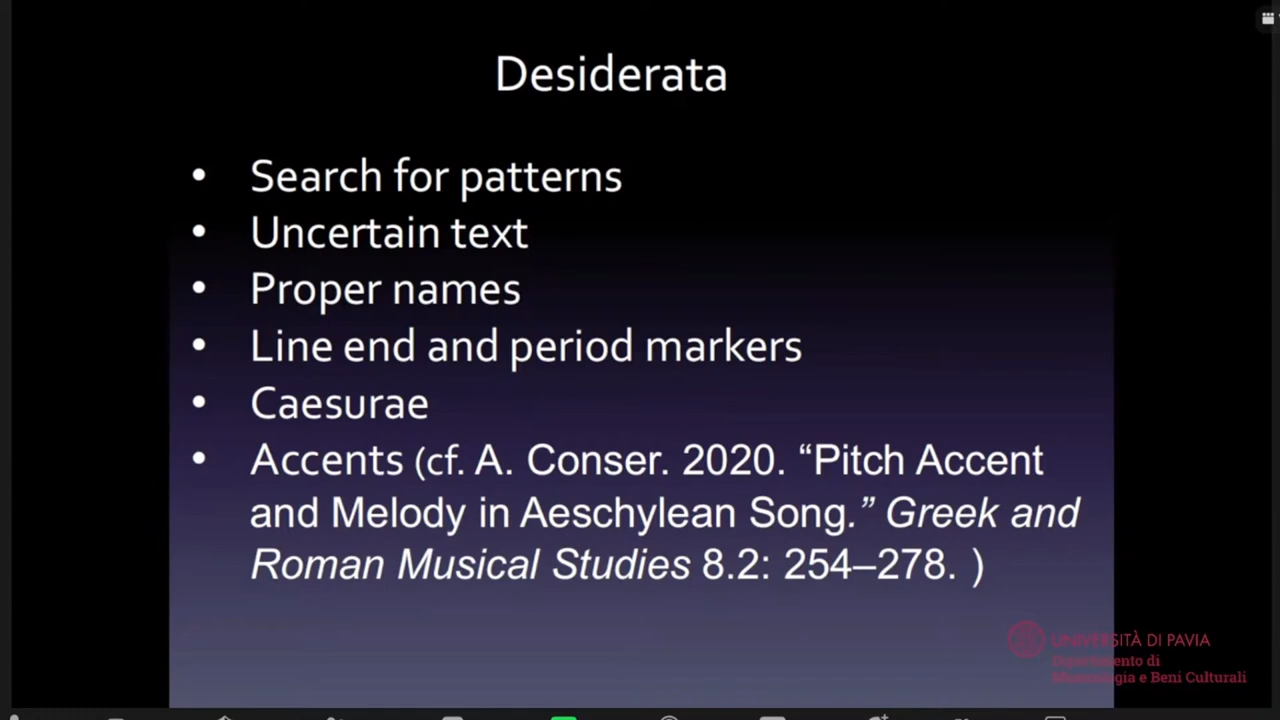 Desiderata
• Search for patterns
• Uncertain text
• Proper names
• Line end and period markers
• Caesurae
• Accents (cf. A. Conser. 2020. “Pitch Accent
and Melody in Aeschylean Song.” Greek and
Roman Musical Studies 8.2: 254–278. )
UNIVERSITÀ DI PAVIA
Dipartimento di
Musicologia e Beni Culturali